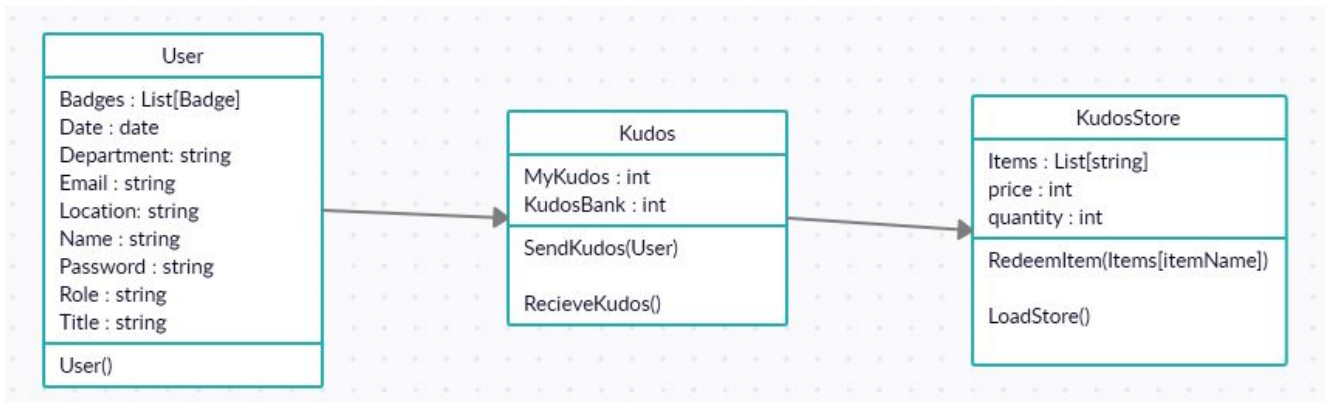 User
Badges : List[Badge]
Date : date
Department: string
Email : string
Location: string
Name : string
Password : string
Role : string
Title : string
User()
Kudos
MyKudos : int
KudosBank : int
SendKudos(User)
RecieveKudos()
KudosStore
Items : List[string]
price : int
quantity : int
RedeemItem(Items[itemName])
LoadStore()